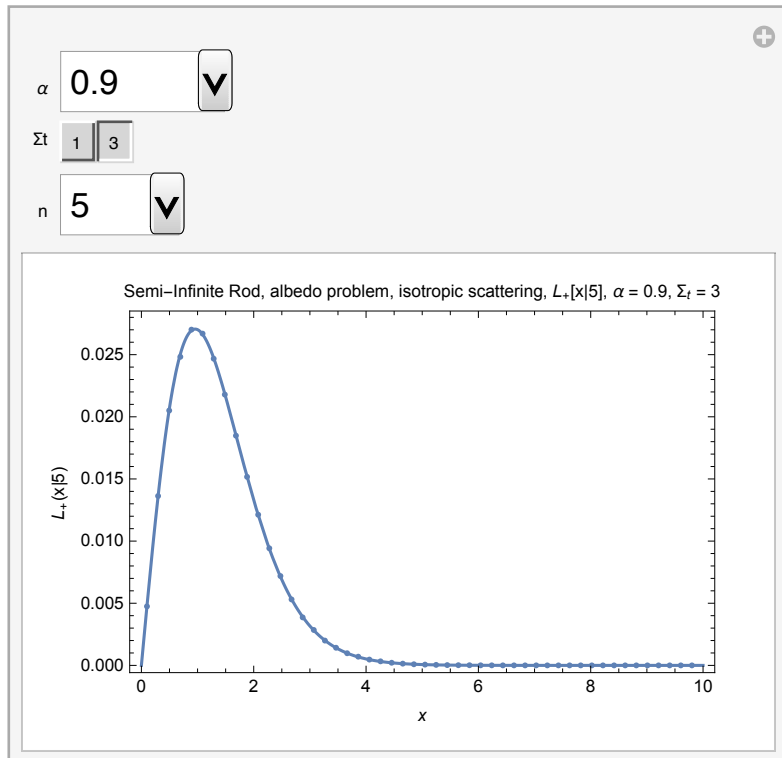 α 0.9
Σt 1 3
n 5
Semi−Infinite Rod, albedo problem, isotropic scattering, L₊[x|5], α = 0.9, Σₜ = 3
0.025
0.020
0.015
0.010
0.005
0.000
L₊(x|5)
0 2 4 6 8 10
x